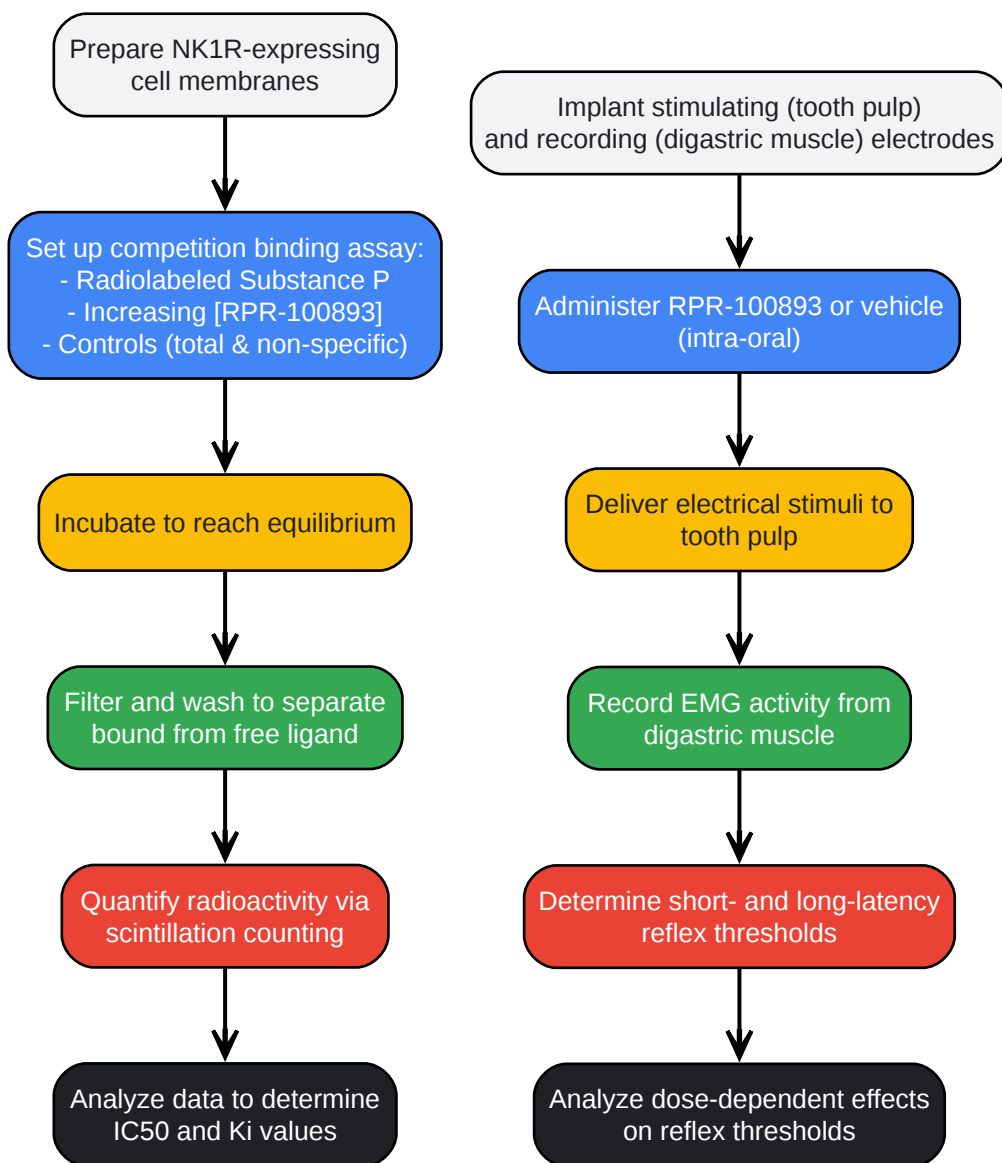 Prepare NK1R-expressing
cell membranes
Set up competition binding assay:
- Radiolabeled Substance P
- Increasing [RPR-100893]
- Controls (total & non-specific)
Incubate to reach equilibrium
Filter and wash to separate
bound from free ligand
Quantify radioactivity via
scintillation counting
Analyze data to determine
IC50 and Ki values
Implant stimulating (tooth pulp)
and recording (digastric muscle) electrodes
Administer RPR-100893 or vehicle
(intra-oral)
Deliver electrical stimuli to
tooth pulp
Record EMG activity from
digastric muscle
Determine short- and long-latency
reflex thresholds
Analyze dose-dependent effects
on reflex thresholds